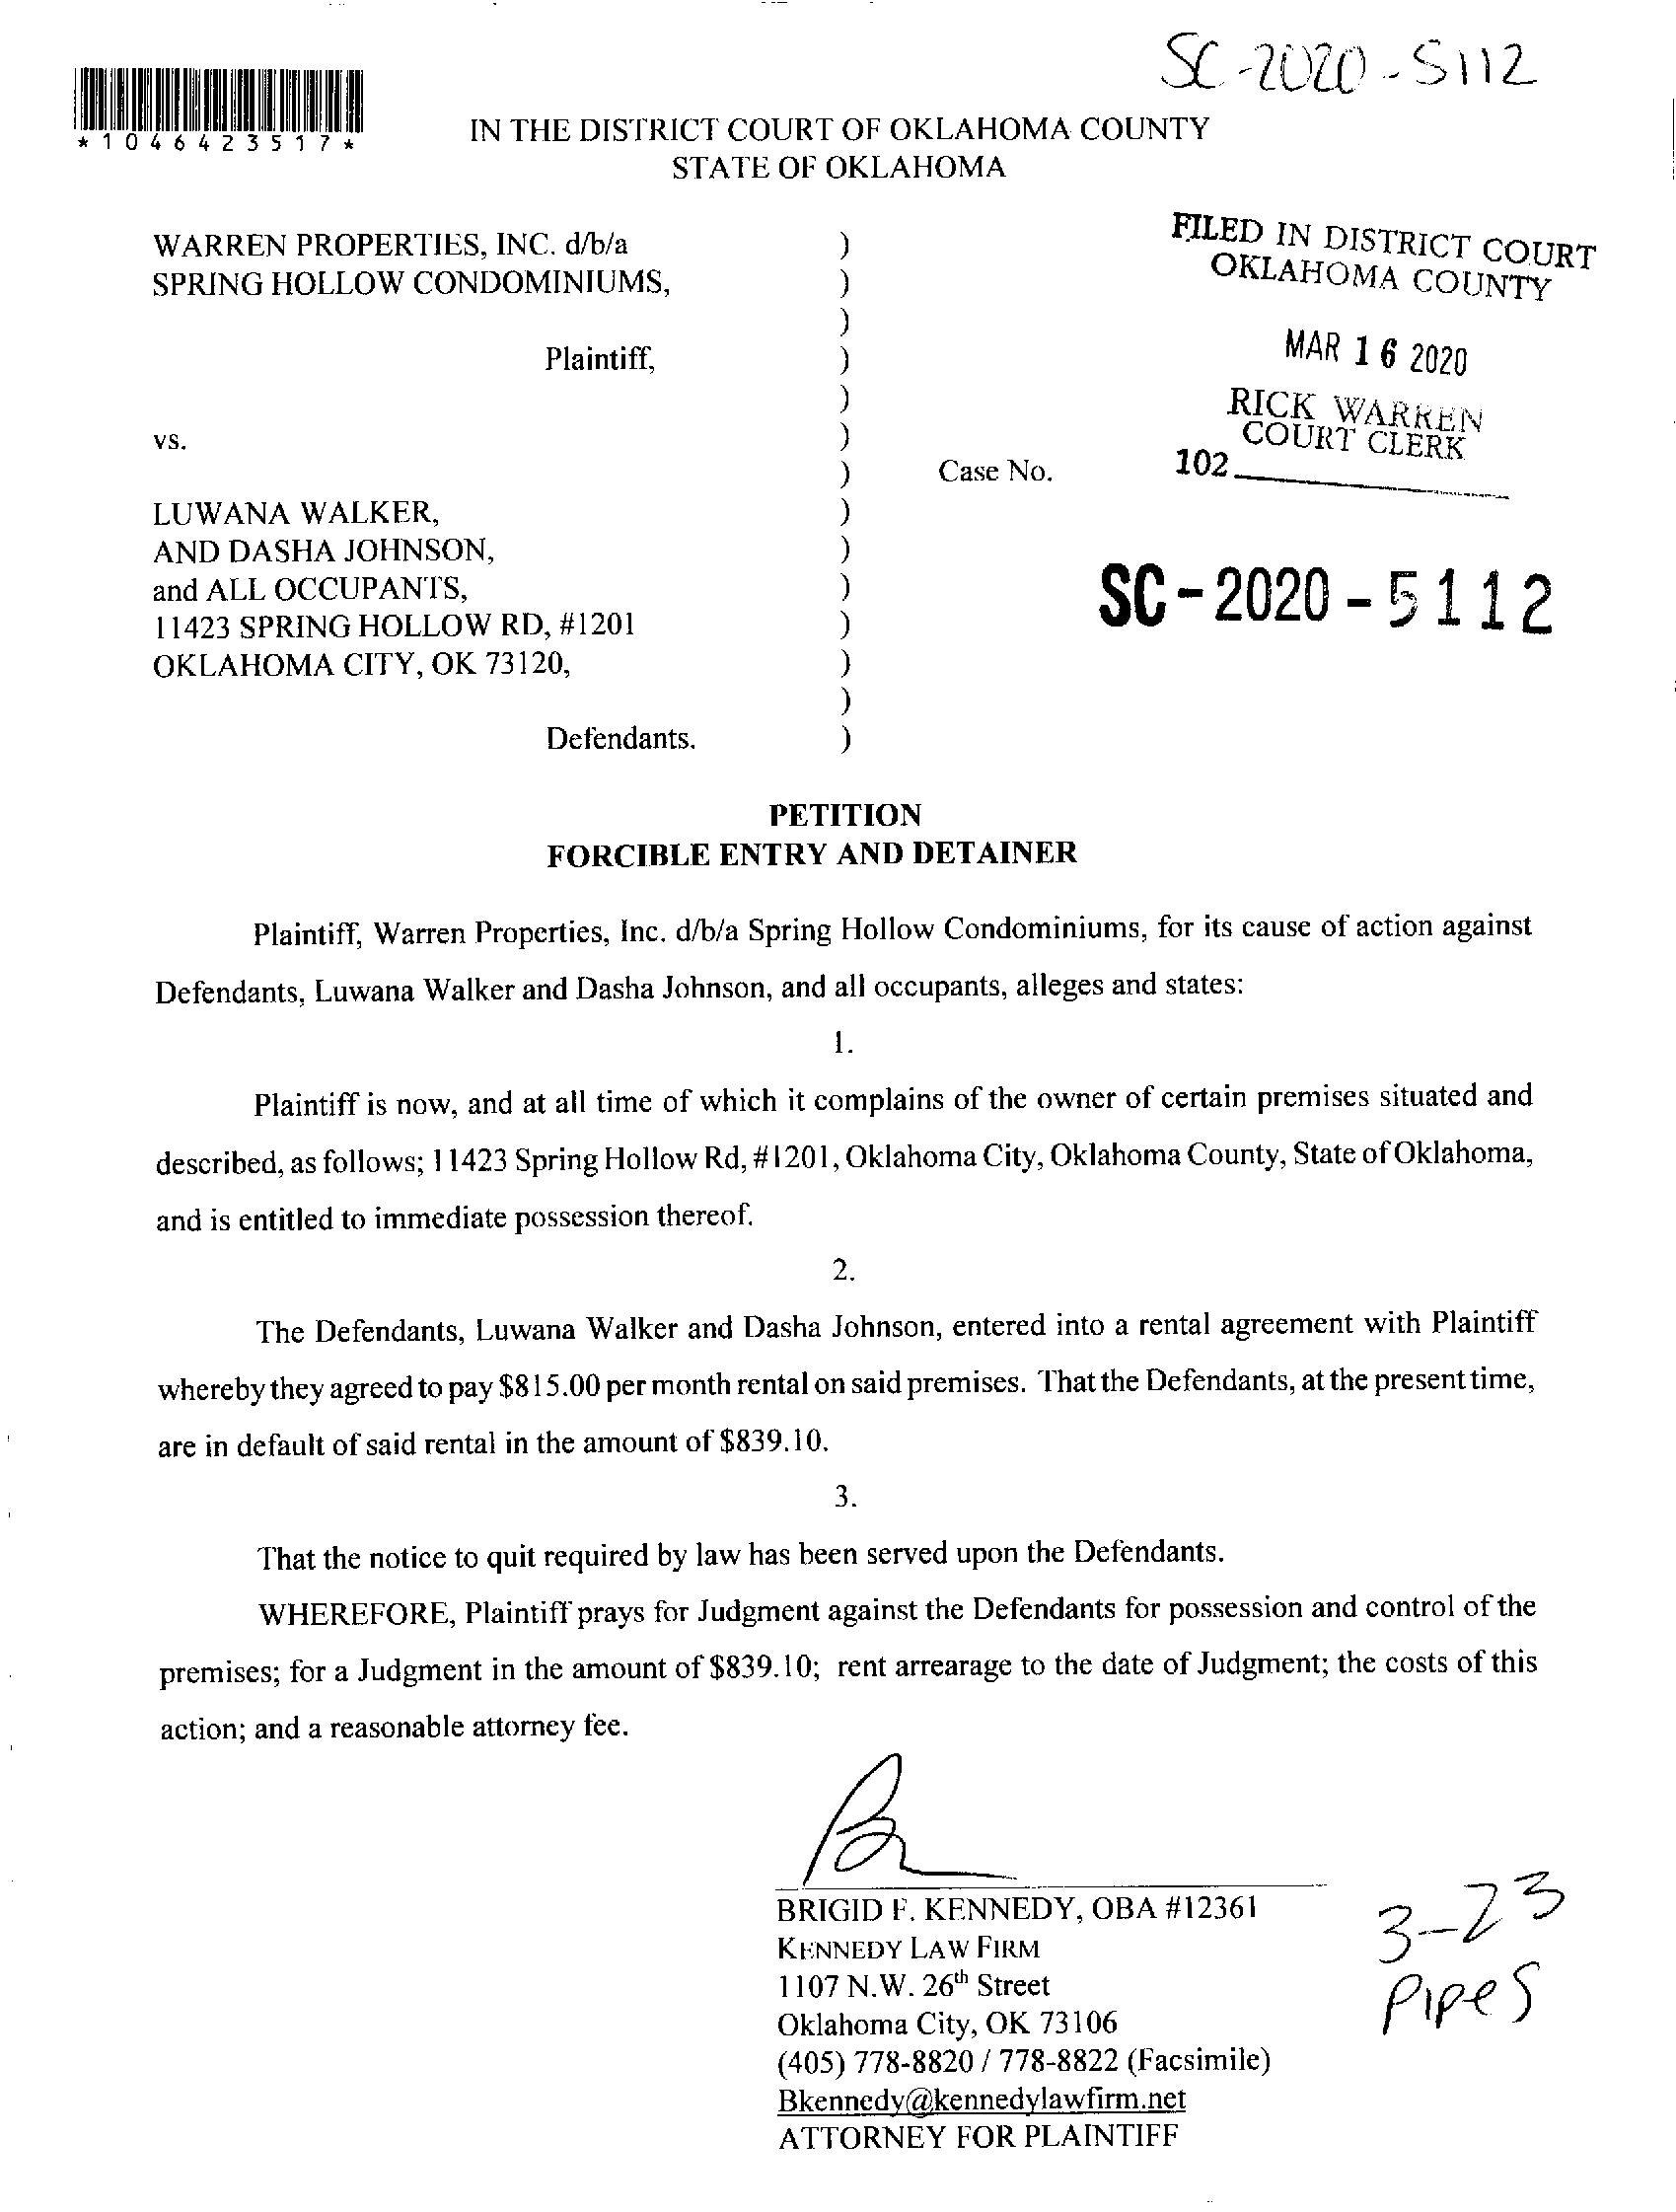 SC-2020-5112
*1046423517*
IN THE DISTRICT COURT OF OKLAHOMA COUNTY
STATE OF OKLAHOMA
WARREN PROPERTIES, INC. d/b/a )
SPRING HOLLOW CONDOMINIUMS, )
)
Plaintiff, )
)
vs. )
) Case No.
LUWANA WALKER, )
AND DASHA JOHNSON, )
and ALL OCCUPANTS, )
11423 SPRING HOLLOW RD, #1201 )
OKLAHOMA CITY, OK 73120, )
)
Defendants. )
FILED IN DISTRICT COURT
OKLAHOMA COUNTY
MAR 16 2020
RICK WARREN
COURT CLERK
102
SC-2020-5112
PETITION
FORCIBLE ENTRY AND DETAINER
Plaintiff, Warren Properties, Inc. d/b/a Spring Hollow Condominiums, for its cause of action against
Defendants, Luwana Walker and Dasha Johnson, and all occupants, alleges and states:
1.
Plaintiff is now, and at all time of which it complains of the owner of certain premises situated and
described, as follows; 11423 Spring Hollow Rd, #1201, Oklahoma City, Oklahoma County, State of Oklahoma,
and is entitled to immediate possession thereof.
2.
The Defendants, Luwana Walker and Dasha Johnson, entered into a rental agreement with Plaintiff
whereby they agreed to pay $815.00 per month rental on said premises. That the Defendants, at the present time,
are in default of said rental in the amount of $839.10.
3.
That the notice to quit required by law has been served upon the Defendants.
WHEREFORE, Plaintiff prays for Judgment against the Defendants for possession and control of the
premises; for a Judgment in the amount of $839.10; rent arrearage to the date of Judgment; the costs of this
action; and a reasonable attorney fee.
BRIGID F. KENNEDY, OBA #12361
KENNEDY LAW FIRM
1107 N.W. 26th Street
Oklahoma City, OK 73106
(405) 778-8820 / 778-8822 (Facsimile)
Bkennedy@kennedylawfirm.net
ATTORNEY FOR PLAINTIFF
3-23
Pipes